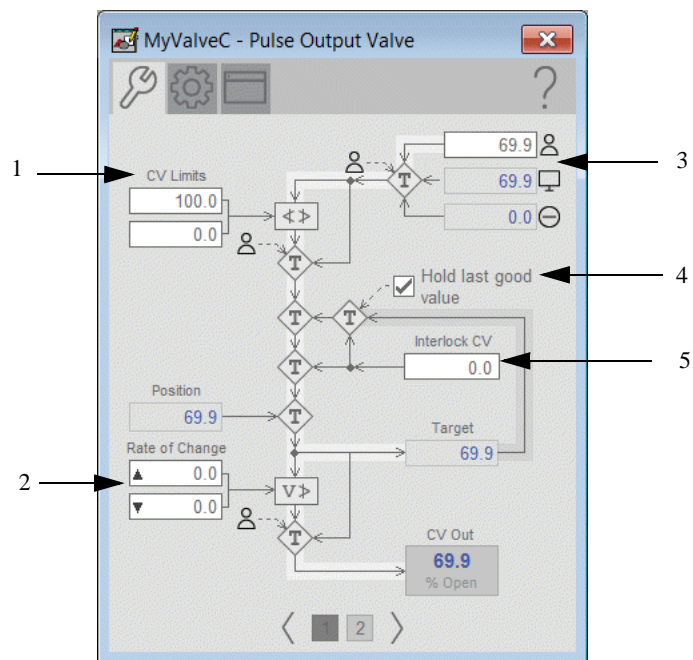 MyValveC - Pulse Output Valve
?
1
CV Limits
100.0
0.0
69.9
69.9
0.0
3
T
< >
T
T
T
Hold last good
value
4
Interlock CV
0.0
5
T
Position
69.9
T
Target
69.9
Rate of Change
▲ 0.0
▼ 0.0
2
V >
T
CV Out
69.9
% Open
1 2